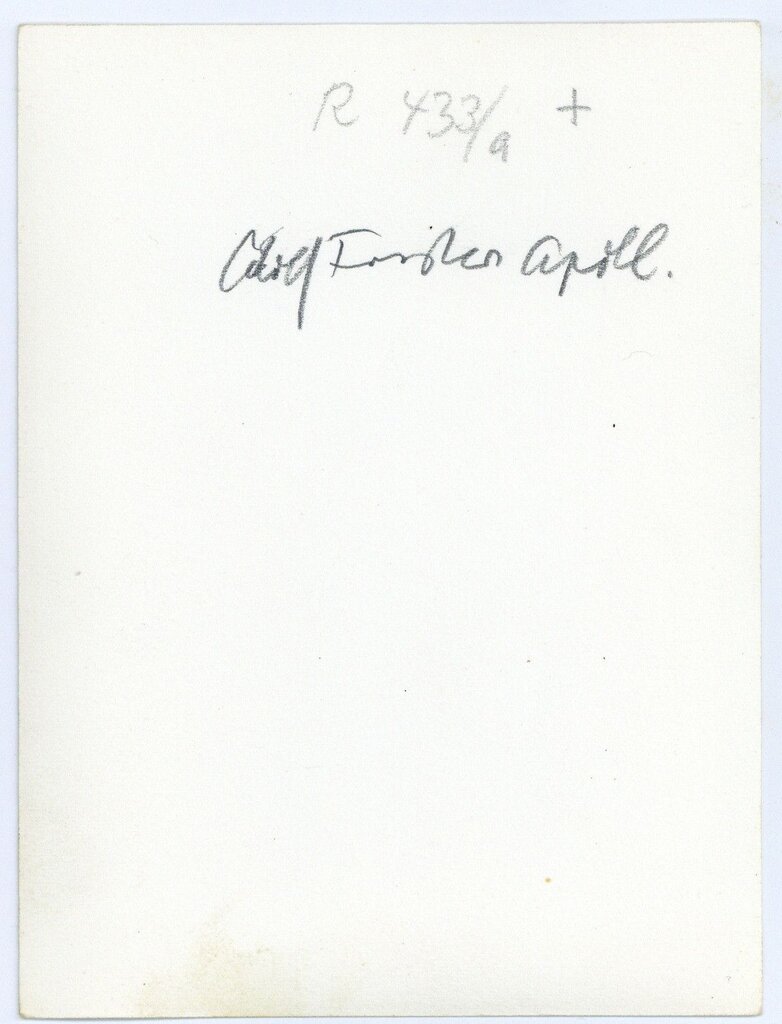 R 433/a +
Adolf Forster Apoll.